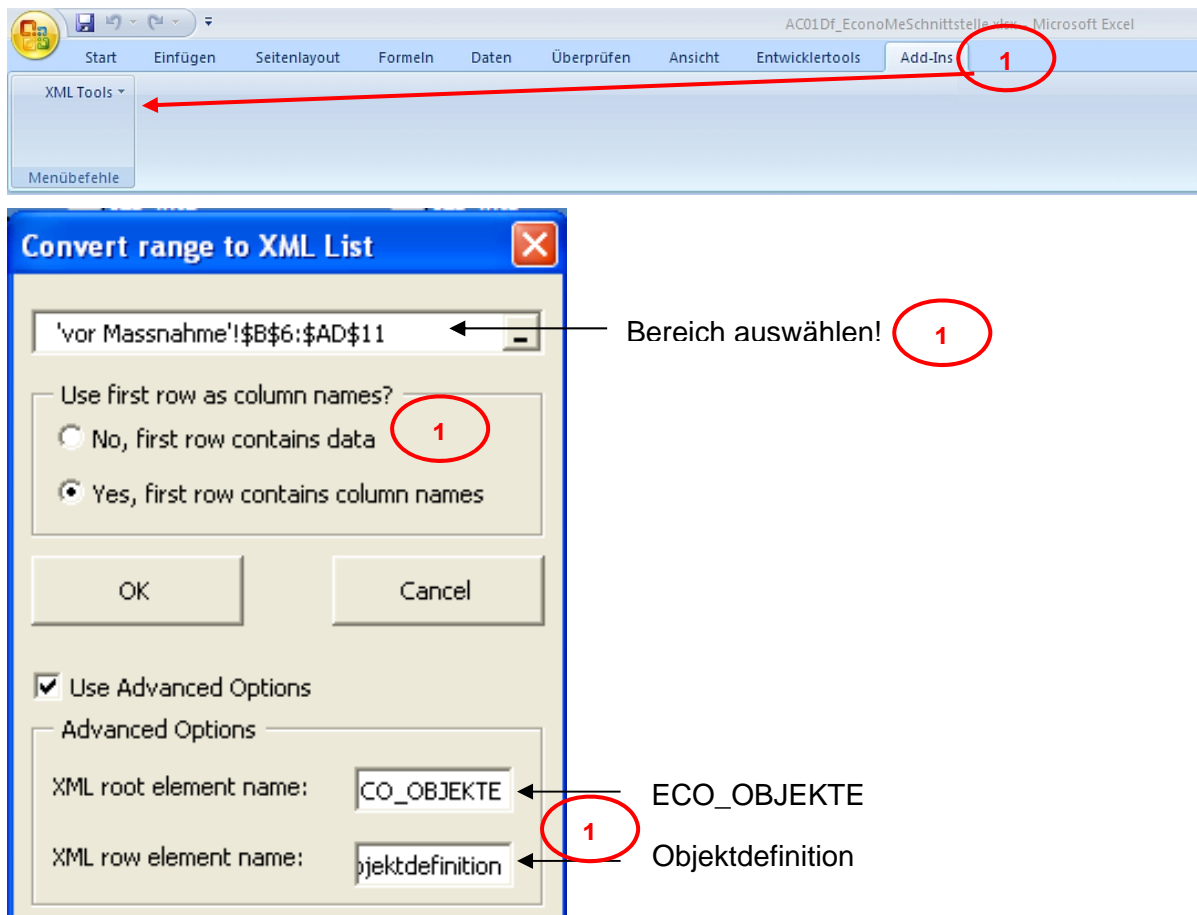 AC01Df_EconoMeSchnittstelle.xlsx - Microsoft Excel
Start Einfügen Seitenlayout Formeln Daten Überprüfen Ansicht Entwicklertools Add-Ins 1
XML Tools
Menübefehle
Convert range to XML List
'vor Massnahme'!$B$6:$AD$11
Bereich auswählen! 1
Use first row as column names?
No, first row contains data 1
Yes, first row contains column names
OK Cancel
Use Advanced Options
Advanced Options
XML root element name: CO_OBJEKTE ECO_OBJEKTE
1
XML row element name: bjektdefinition Objektdefinition